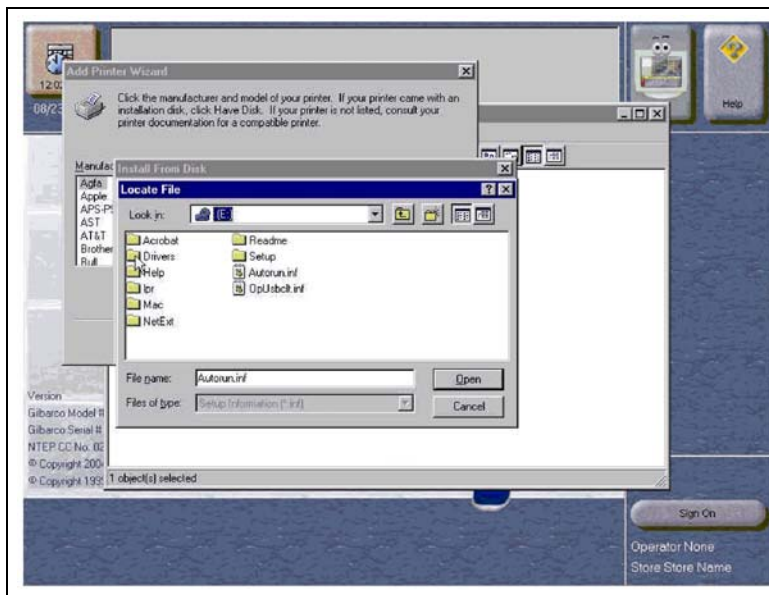 12:0
08/23
Help
Add Printer Wizard
Click the manufacturer and model of your printer. If your printer came with an
installation disk, click Have Disk. If your printer is not listed, consult your
printer documentation for a compatible printer.
Manufac
Agfa
Apple
APS-PS
AST
AT&T
Brother
Bull
Install From Disk
Locate File
Look in: (E:)
Acrobat
Drivers
Help
lpr
Mac
NetExt
Readme
Setup
Autorun.inf
OpUsbclt.inf
File name: Autorun.inf
Open
Files of type: Setup Information (*.inf)
Cancel
1 object(s) selected
Version
Gilbarco Model #
Gilbarco Serial #
NTEP CC No. 02
© Copyright 200
© Copyright 199
Sign On
Operator None
Store Store Name